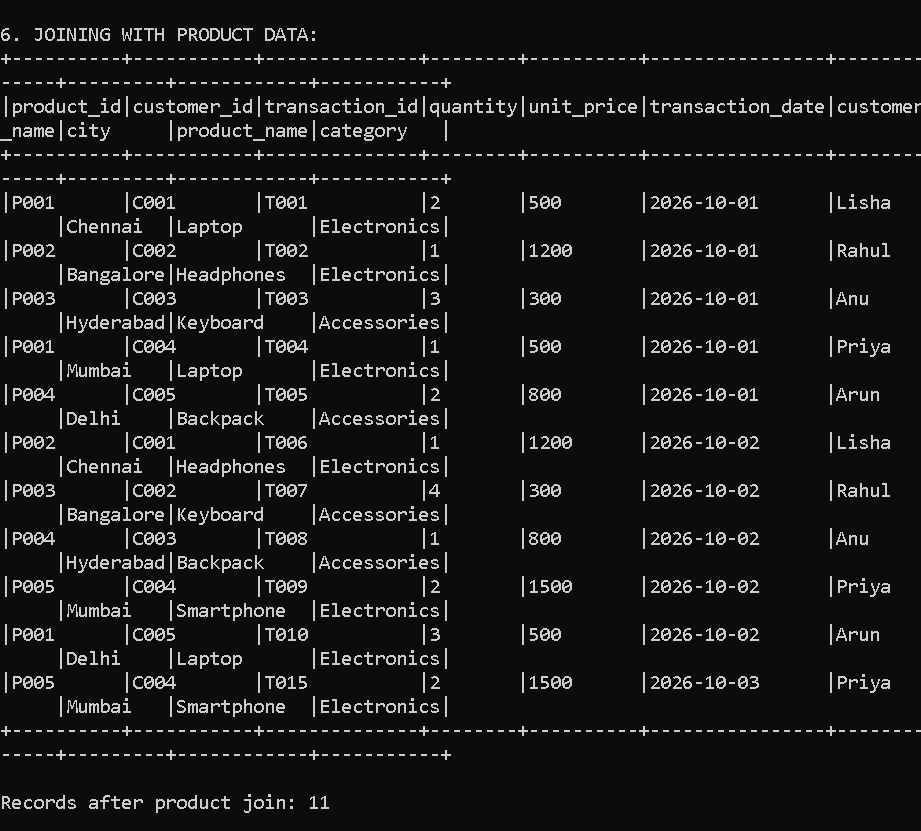 6. JOINING WITH PRODUCT DATA:
+----------+-----------+--------------+--------+----------+----------------+--------
-----+---------+------------+-----------+
|product_id|customer_id|transaction_id|quantity|unit_price|transaction_date|customer
_name|city     |product_name|category   |
+----------+-----------+--------------+--------+----------+----------------+--------
-----+---------+------------+-----------+
|P001      |C001       |T001          |2       |500       |2026-10-01      |Lisha
     |Chennai  |Laptop      |Electronics|
|P002      |C002       |T002          |1       |1200      |2026-10-01      |Rahul
     |Bangalore|Headphones  |Electronics|
|P003      |C003       |T003          |3       |300       |2026-10-01      |Anu
     |Hyderabad|Keyboard    |Accessories|
|P001      |C004       |T004          |1       |500       |2026-10-01      |Priya
     |Mumbai   |Laptop      |Electronics|
|P004      |C005       |T005          |2       |800       |2026-10-01      |Arun
     |Delhi    |Backpack    |Accessories|
|P002      |C001       |T006          |1       |1200      |2026-10-02      |Lisha
     |Chennai  |Headphones  |Electronics|
|P003      |C002       |T007          |4       |300       |2026-10-02      |Rahul
     |Bangalore|Keyboard    |Accessories|
|P004      |C003       |T008          |1       |800       |2026-10-02      |Anu
     |Hyderabad|Backpack    |Accessories|
|P005      |C004       |T009          |2       |1500      |2026-10-02      |Priya
     |Mumbai   |Smartphone  |Electronics|
|P001      |C005       |T010          |3       |500       |2026-10-02      |Arun
     |Delhi    |Laptop      |Electronics|
|P005      |C004       |T015          |2       |1500      |2026-10-03      |Priya
     |Mumbai   |Smartphone  |Electronics|
+----------+-----------+--------------+--------+----------+----------------+--------
-----+---------+------------+-----------+
Records after product join: 11